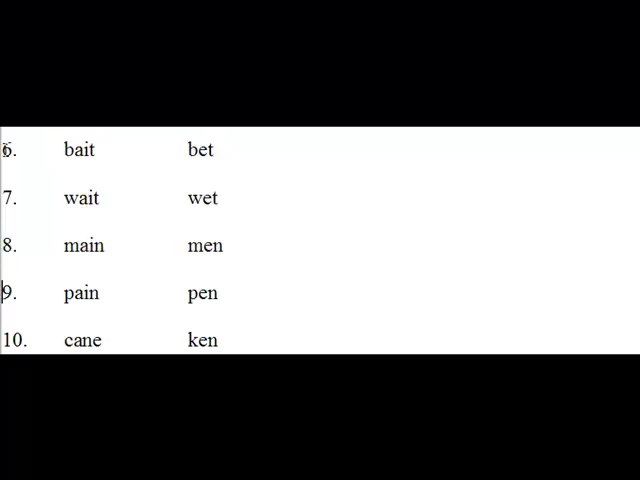 6. bait bet
7. wait wet
8. main men
9. pain pen
10. cane ken